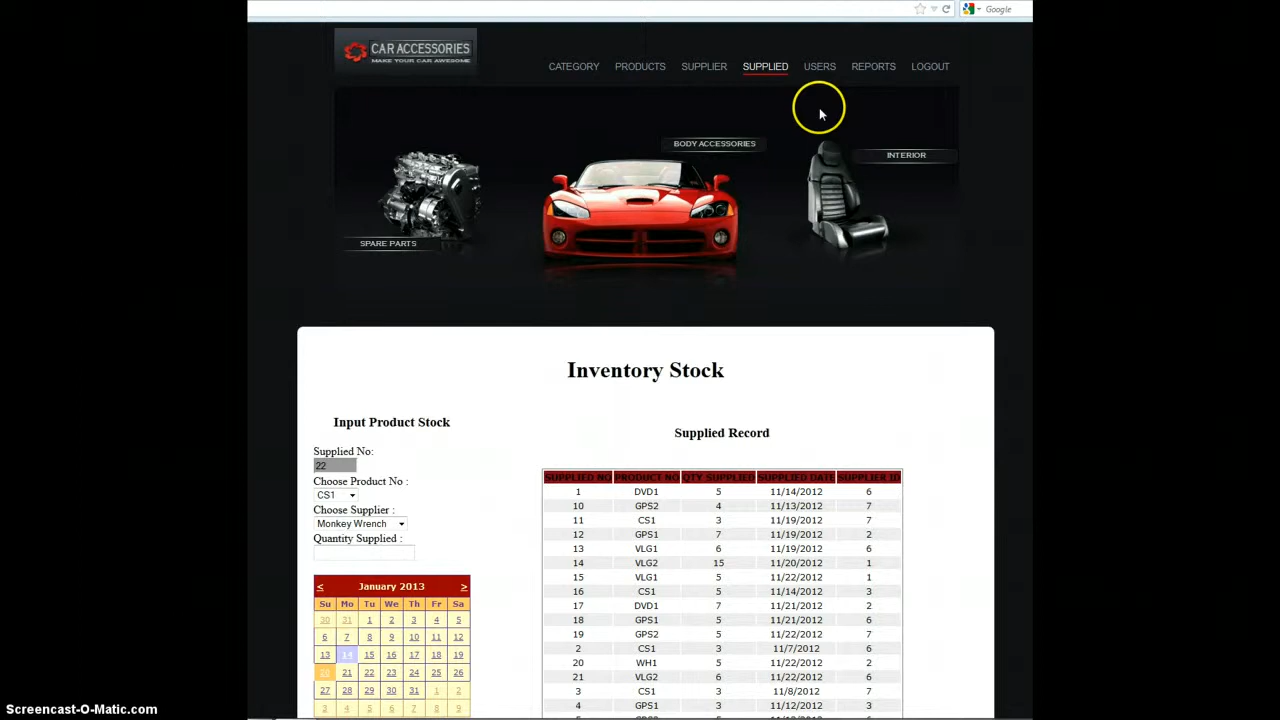 Google
CAR ACCESSORIES
MAKE YOUR CAR AWESOME
CATEGORY PRODUCTS SUPPLIER SUPPLIED USERS REPORTS LOGOUT
BODY ACCESSORIES
INTERIOR
SPARE PARTS
Inventory Stock
Input Product Stock
Supplied Record
Supplied No:
22
Choose Product No :
CS1
Choose Supplier :
Monkey Wrench
Quantity Supplied :
< January 2013 >
Su Mo Tu We Th Fr Sa
30 31 1 2 3 4 5
6 7 8 9 10 11 12
13 14 15 16 17 18 19
20 21 22 23 24 25 26
27 28 29 30 31 1 2
3 4 5 6 7 8 9
SUPPLIED NO PRODUCT NO QTY SUPPLIED SUPPLIED DATE SUPPLIER ID
1 DVD1 5 11/14/2012 6
10 GPS2 4 11/13/2012 7
11 CS1 3 11/19/2012 7
12 GPS1 7 11/19/2012 2
13 VLG1 6 11/19/2012 6
14 VLG2 15 11/20/2012 1
15 VLG1 5 11/22/2012 1
16 CS1 5 11/14/2012 3
17 DVD1 7 11/21/2012 2
18 GPS1 5 11/21/2012 6
19 GPS2 5 11/22/2012 7
2 CS1 3 11/7/2012 6
20 WH1 5 11/22/2012 2
21 VLG2 6 11/22/2012 6
3 CS1 3 11/8/2012 7
4 GPS1 3 11/12/2012 3
Screencast-O-Matic.com